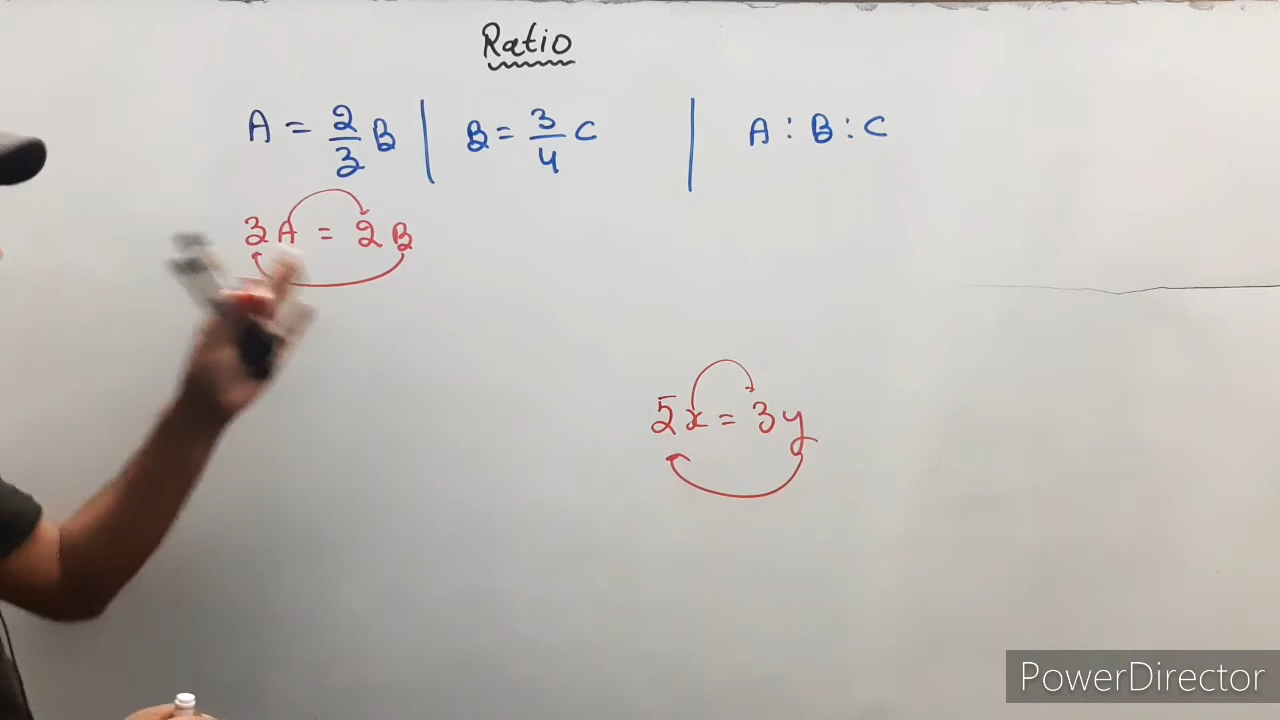 Ratio
A = 2/3 B | B = 3/4 C | A : B : C
3A = 2B
5x = 3y
PowerDirector